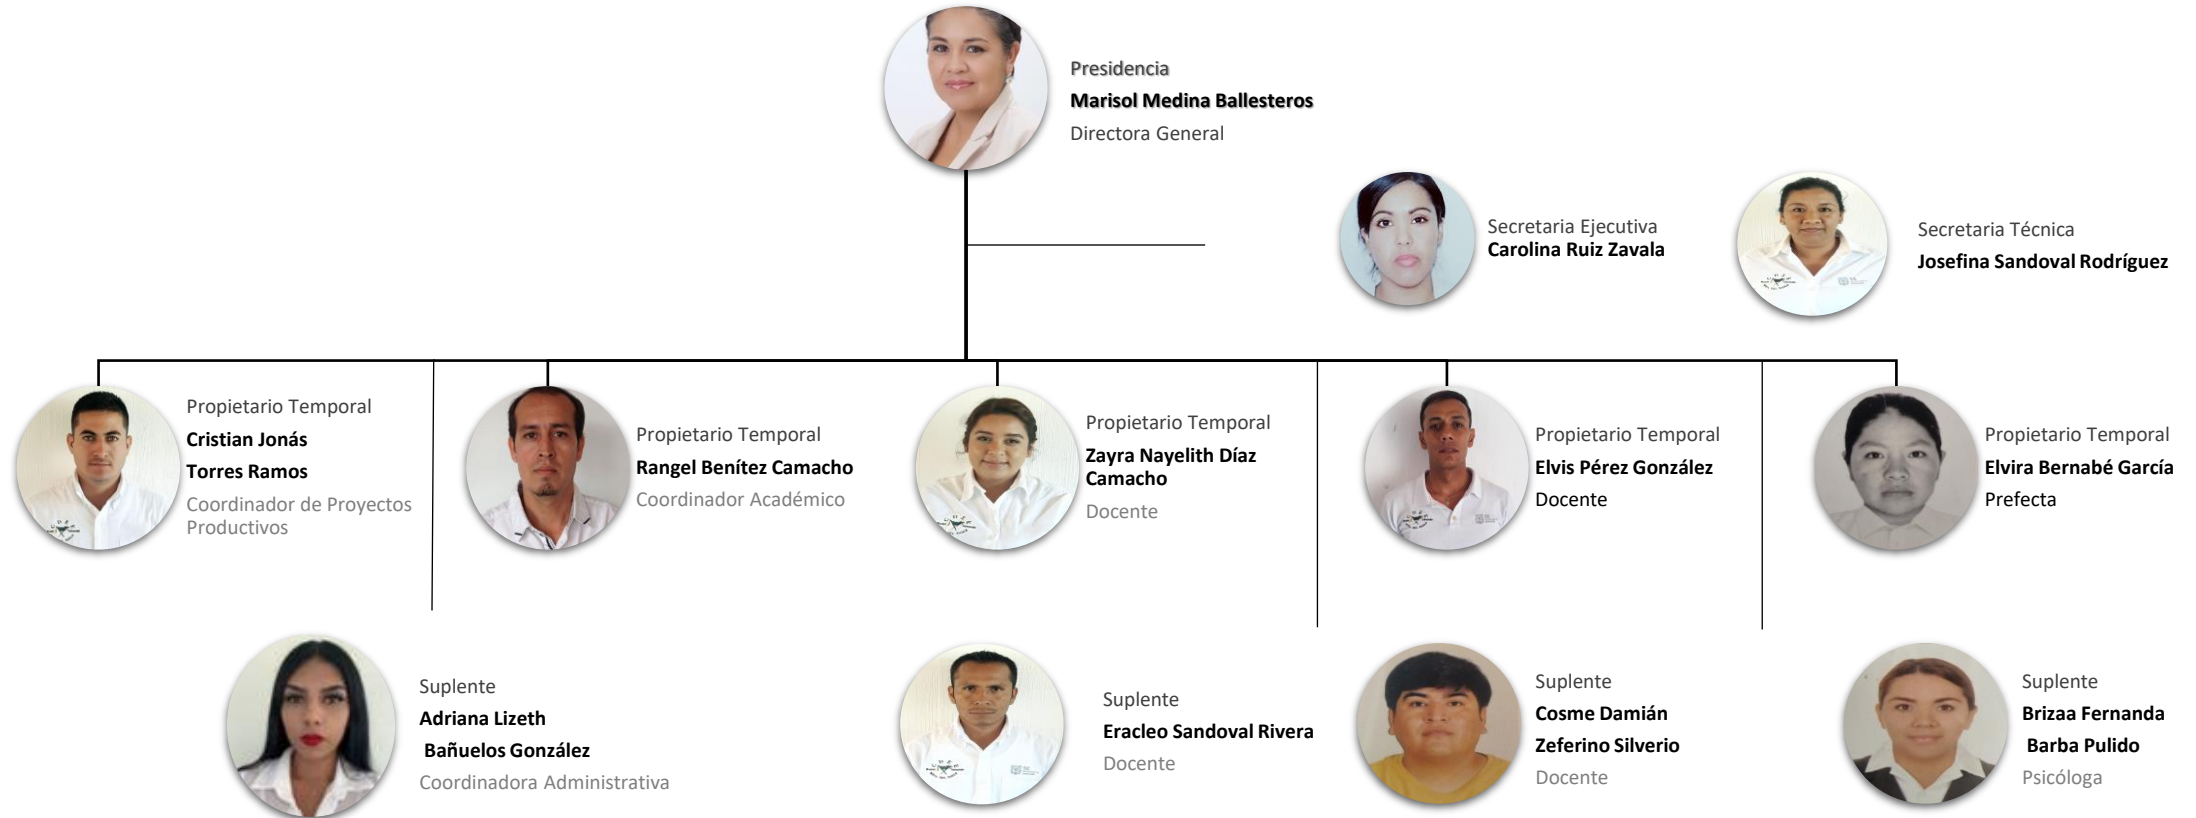 Presidencia
Marisol Medina Ballesteros
Directora General
Secretaria Ejecutiva
Carolina Ruiz Zavala
Secretaria Técnica
Josefina Sandoval Rodríguez
Propietario Temporal
Cristian Jonás
Torres Ramos
Coordinador de Proyectos
Productivos
Propietario Temporal
Rangel Benítez Camacho
Coordinador Académico
Propietario Temporal
Zayra Nayelith Díaz
Camacho
Docente
Propietario Temporal
Elvis Pérez González
Docente
Propietario Temporal
Elvira Bernabé García
Prefecta
Suplente
Adriana Lizeth
Bañuelos González
Coordinadora Administrativa
Suplente
Eracleo Sandoval Rivera
Docente
Suplente
Cosme Damián
Zeferino Silverio
Docente
Suplente
Brizaa Fernanda
Barba Pulido
Psicóloga